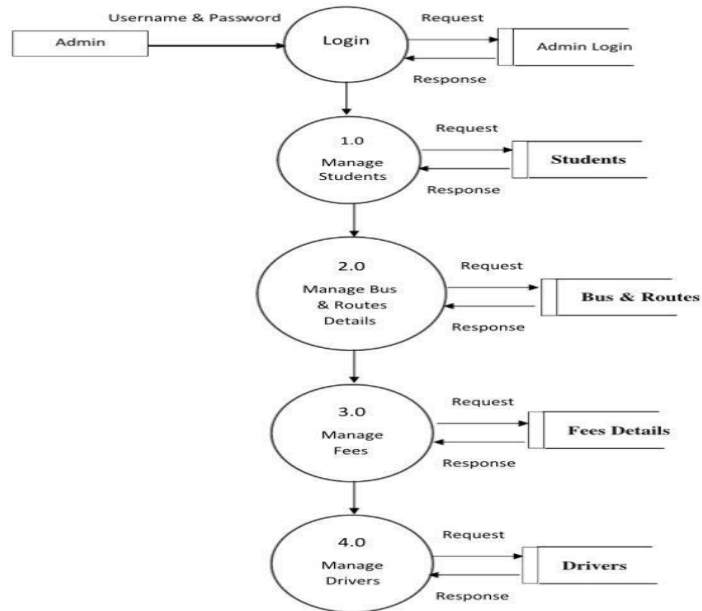 Username & Password
Admin
Login
Request
Admin Login
Response
1.0
Manage
Students
Request
Students
Response
2.0
Manage Bus
& Routes
Details
Request
Bus & Routes
Response
3.0
Manage
Fees
Request
Fees Details
Response
4.0
Manage
Drivers
Request
Drivers
Response